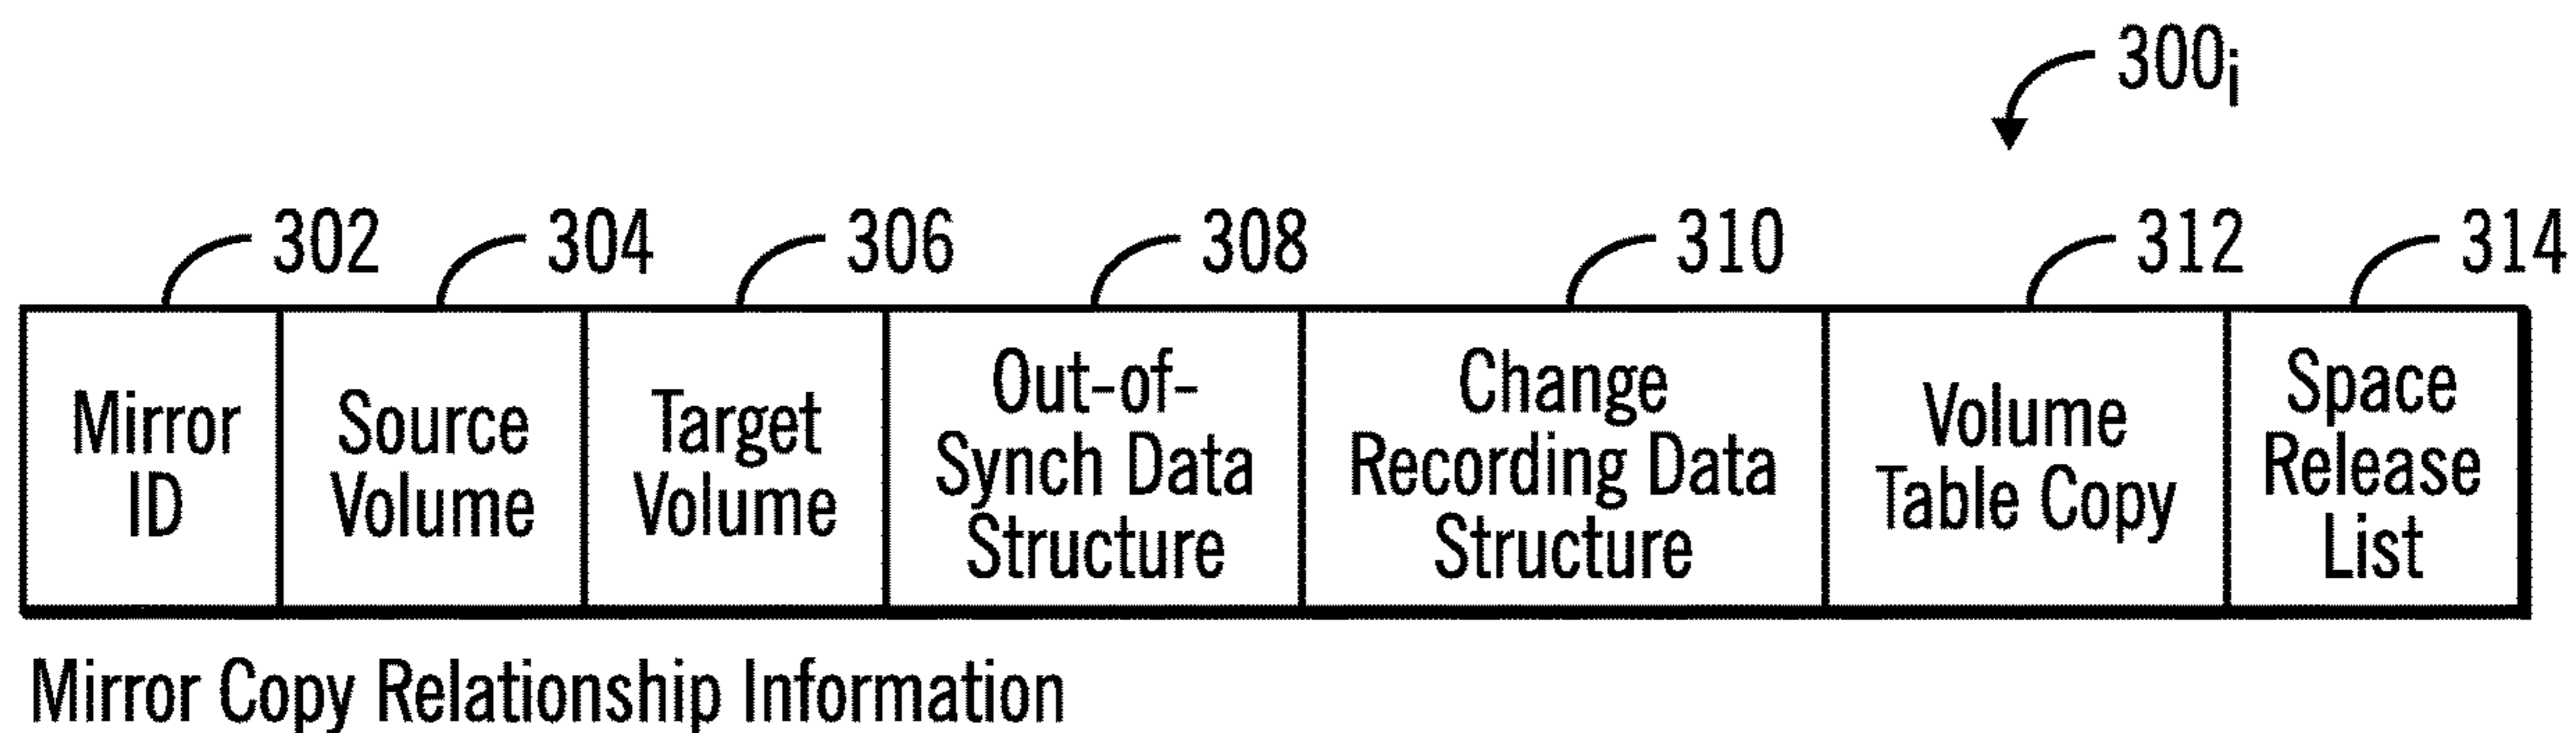 300i
302 304 306 308 310 312 314
Mirror
ID
Source
Volume
Target
Volume
Out-of-
Synch Data
Structure
Change
Recording Data
Structure
Volume
Table Copy
Space
Release
List
Mirror Copy Relationship Information